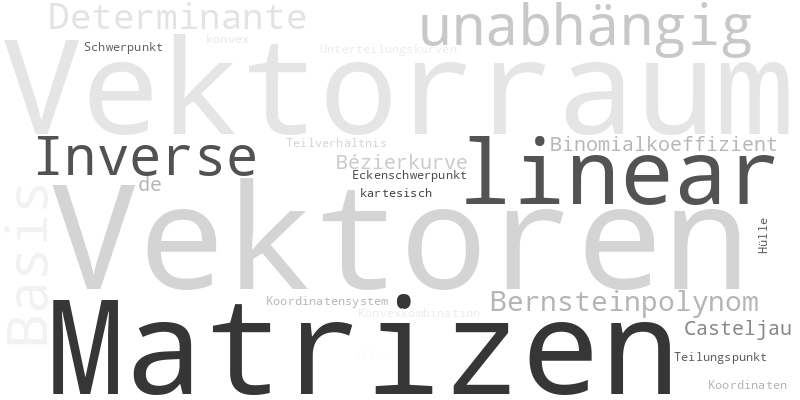 Determinante
unabhängig
Schwerpunkt
konvex
Unterteilungskurven
Vektorraum
Inverse
Teilverhältnis
Binomialkoeffizient
Bézierkurve
linear
Eckenschwerpunkt
de
kartesisch
Basis
Vektoren
Hülle
Koordinatensystem
Bernsteinpolynom
Konvexkombination
Matrizen
Casteljau
Teilungspunkt
Koordinaten